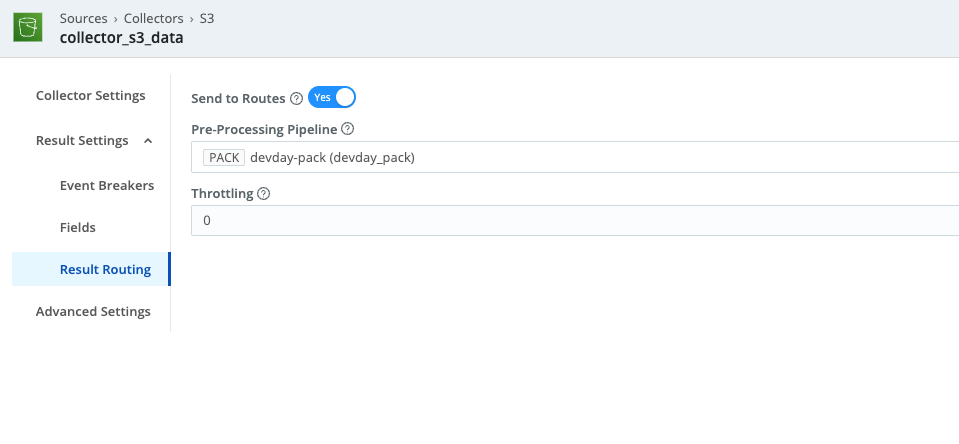 Sources › Collectors › S3
collector_s3_data
Collector Settings
Result Settings
Event Breakers
Fields
Result Routing
Advanced Settings
Send to Routes ? Yes
Pre-Processing Pipeline ?
PACK devday-pack (devday_pack)
Throttling ?
0